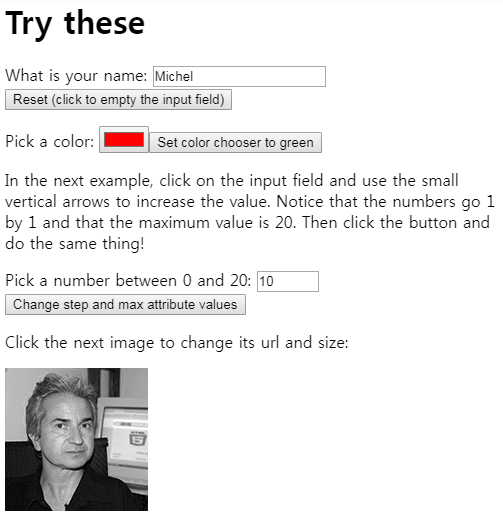 Try these
What is your name: Michel
Reset (click to empty the input field)
Pick a color: Set color chooser to green
In the next example, click on the input field and use the small
vertical arrows to increase the value. Notice that the numbers go 1
by 1 and that the maximum value is 20. Then click the button and
do the same thing!
Pick a number between 0 and 20: 10
Change step and max attribute values
Click the next image to change its url and size:
HTML
5